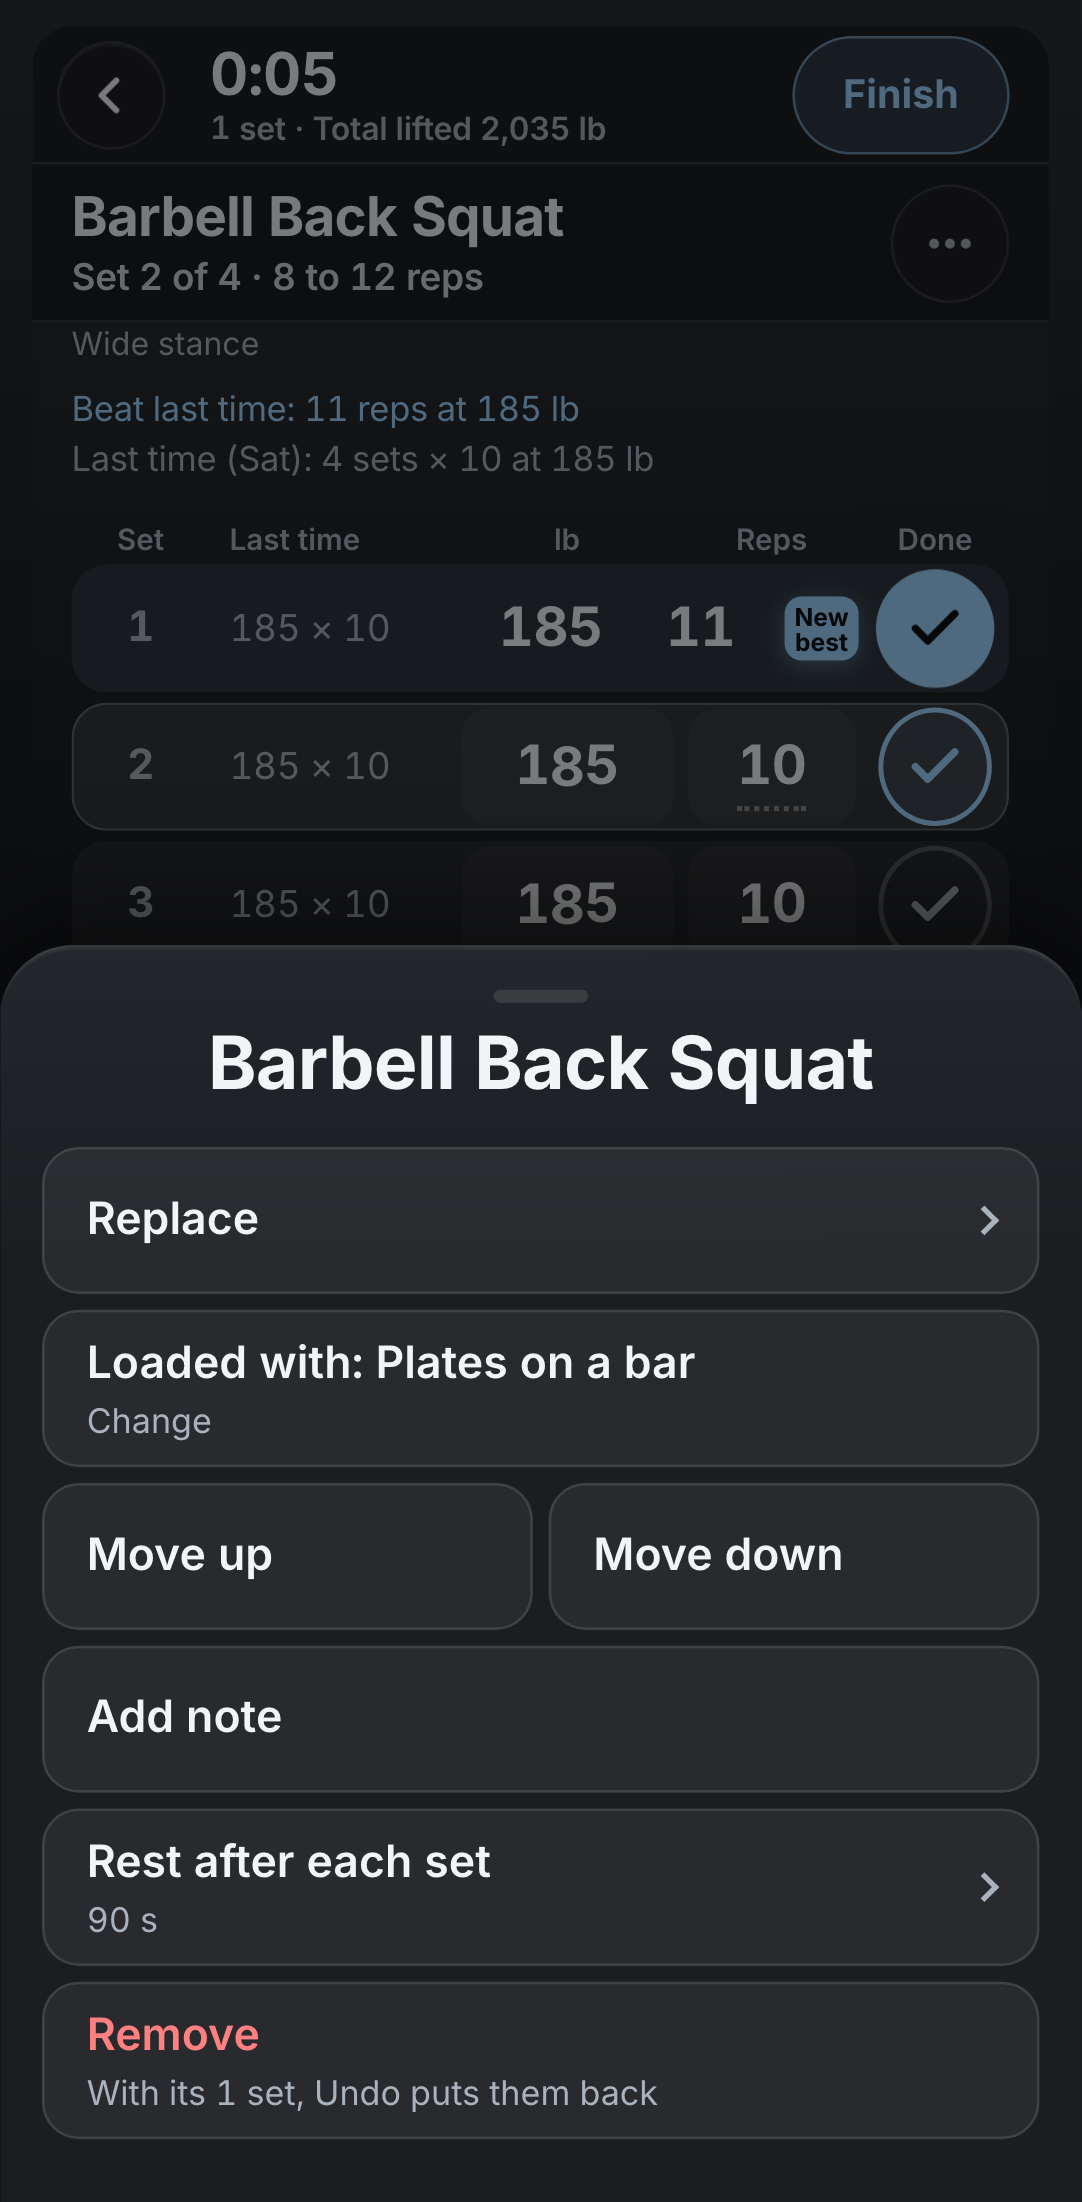 0:05
1 set · Total lifted 2,035 lb
Finish
Barbell Back Squat
Set 2 of 4 · 8 to 12 reps
Wide stance
Beat last time: 11 reps at 185 lb
Last time (Sat): 4 sets × 10 at 185 lb
Set Last time lb Reps Done
1 185 × 10 185 11 New best
2 185 × 10 185 10
3 185 × 10 185 10
Barbell Back Squat
Replace
Loaded with: Plates on a bar
Change
Move up Move down
Add note
Rest after each set
90 s
Remove
With its 1 set, Undo puts them back